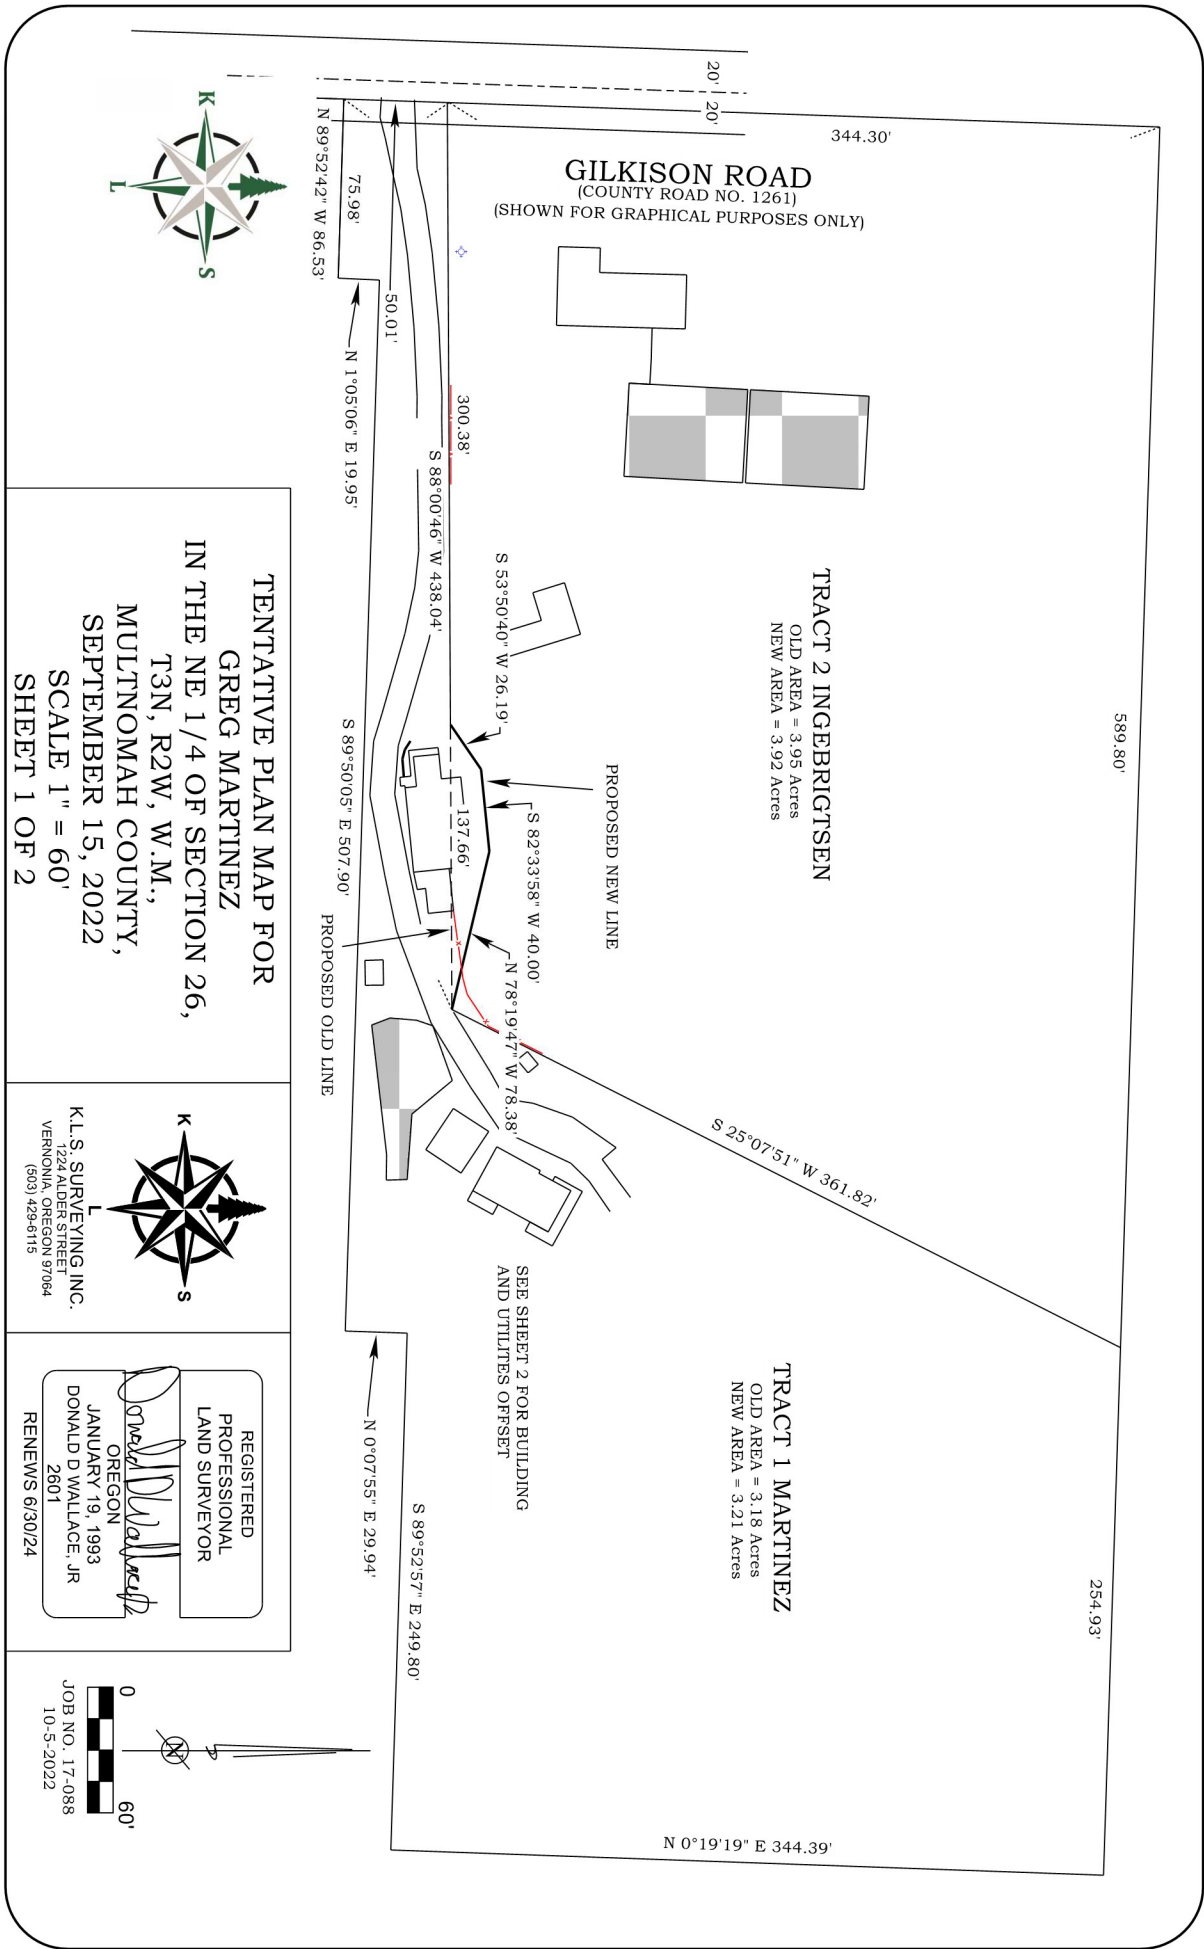 20'
20'
344.30'
GILKISON ROAD
(COUNTY ROAD NO. 1261)
(SHOWN FOR GRAPHICAL PURPOSES ONLY)
589.80'
TRACT 2 INGEBRIGTSEN
OLD AREA = 3.95 Acres
NEW AREA = 3.92 Acres
75.98'
N 89°52'42" W 86.53'
50.01'
N 1°05'06" E 19.95'
300.38'
S 88°00'46" W 438.04'
S 53°50'40" W 26.19'
PROPOSED NEW LINE
S 82°33'58" W 40.00'
137.66'
N 78°19'47" W 78.38'
S 89°50'05" E 507.90'
PROPOSED OLD LINE
S 25°07'51" W 361.82'
SEE SHEET 2 FOR BUILDING
AND UTILITES OFFSET
TRACT 1 MARTINEZ
OLD AREA = 3.18 Acres
NEW AREA = 3.21 Acres
254.93'
N 0°07'55" E 29.94'
S 89°52'57" E 249.80'
N 0°19'19" E 344.39'
K
L
S
TENTATIVE PLAN MAP FOR
GREG MARTINEZ
IN THE NE 1/4 OF SECTION 26,
T3N, R2W, W.M.,
MULTNOMAH COUNTY,
SEPTEMBER 15, 2022
SCALE 1" = 60'
SHEET 1 OF 2
K
L
S
K.L.S. SURVEYING INC.
1224 ALDER STREET
VERNONIA, OREGON 97064
(503) 429-6115
REGISTERED
PROFESSIONAL
LAND SURVEYOR
Donald D Wallace Jr
OREGON
JANUARY 19, 1993
DONALD D WALLACE, JR
2601
RENEWS 6/30/24
N
0
60'
JOB NO. 17-088
10-5-2022